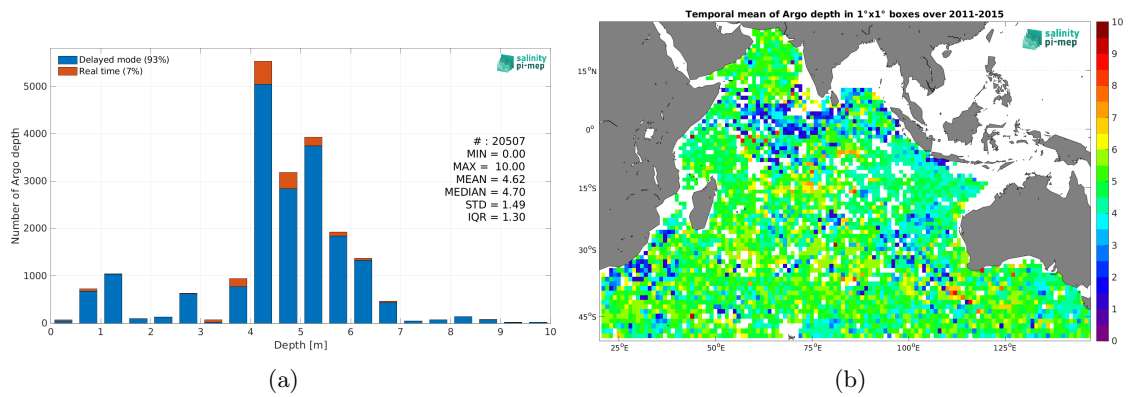 Delayed mode (93%)
Real time (7%)
salinity
pi-mep
# : 20507
MIN = 0.00
MAX = 10.00
MEAN = 4.62
MEDIAN = 4.70
STD = 1.49
IQR = 1.30
Number of Argo depth
5000
4000
3000
2000
1000
0
0 1 2 3 4 5 6 7 8 9 10
Depth [m]
(a)
Temporal mean of Argo depth in 1°x1° boxes over 2011-2015
salinity
pi-mep
15°N
0°
15°S
30°S
45°S
25°E 50°E 75°E 100°E 125°E
10
9
8
7
6
5
4
3
2
1
0
(b)